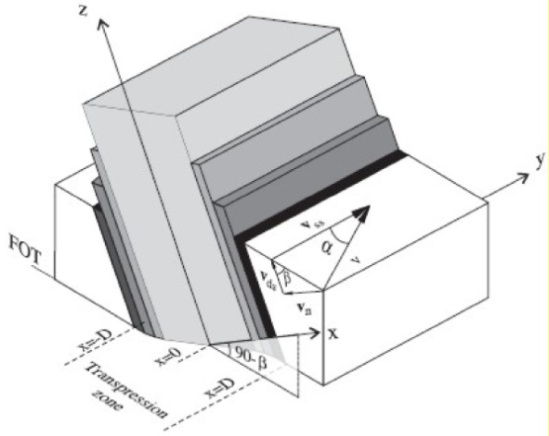 z
y
FOT
v_ss
α
v
v_ds
β
v_n
x
x=-D
x=0
90-β
x=D
Transpression
zone